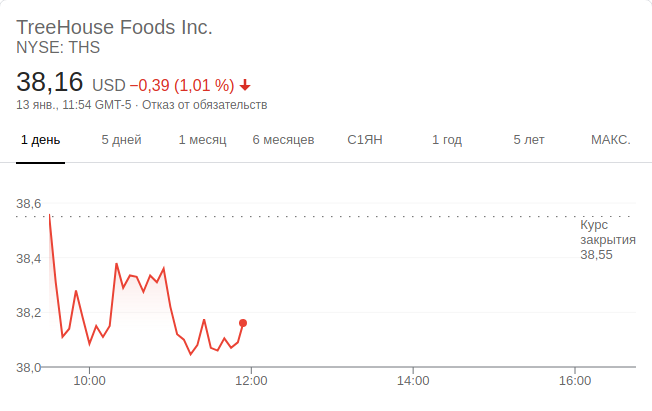 TreeHouse Foods Inc.
NYSE: THS
38,16 USD −0,39 (1,01 %)
13 янв., 11:54 GMT-5 · Отказ от обязательств
1 день 5 дней 1 месяц 6 месяцев С1ЯН 1 год 5 лет МАКС.
38,6
Курс
закрытия
38,55
38,4
38,2
38,0
10:00 12:00 14:00 16:00